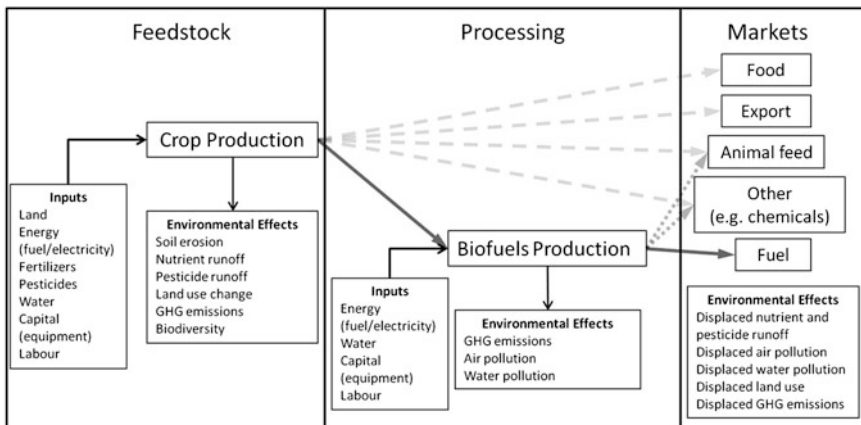 Feedstock
Processing
Markets
Crop Production
Inputs
Land
Energy
(fuel/electricity)
Fertilizers
Pesticides
Water
Capital
(equipment)
Labour
Environmental Effects
Soil erosion
Nutrient runoff
Pesticide runoff
Land use change
GHG emissions
Biodiversity
Biofuels Production
Inputs
Energy
(fuel/electricity)
Water
Capital
(equipment)
Labour
Environmental Effects
GHG emissions
Air pollution
Water pollution
Food
Export
Animal feed
Other
(e.g. chemicals)
Fuel
Environmental Effects
Displaced nutrient and
pesticide runoff
Displaced air pollution
Displaced water pollution
Displaced land use
Displaced GHG emissions